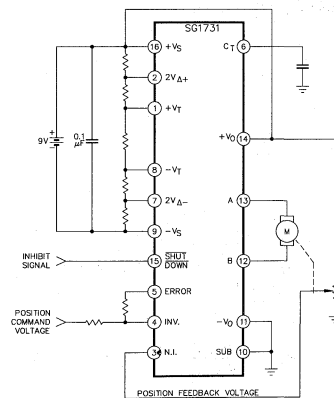 SG1731
16 +VS
CT 6
2 2VΔ+
1 +VT
+
9V
0.1
μF
+VO 14
8 -VT
7 2VΔ-
A 13
M
9 -VS
INHIBIT
SIGNAL
15 SHUT
DOWN
B 12
5 ERROR
POSITION
COMMAND
VOLTAGE
4 INV.
-VO 11
3 N.I.
SUB 10
POSITION FEEDBACK VOLTAGE